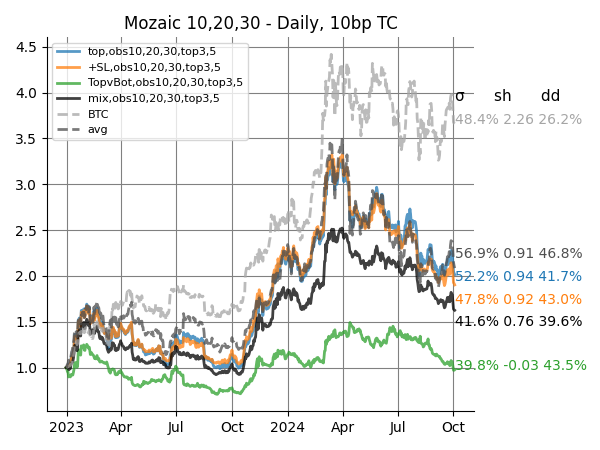 Mozaic 10,20,30 - Daily, 10bp TC
4.5
4.0
3.5
3.0
2.5
2.0
1.5
1.0
top,obs10,20,30,top3,5
+SL,obs10,20,30,top3,5
TopvBot,obs10,20,30,top3,5
mix,obs10,20,30,top3,5
BTC
avg
σ sh dd
48.4% 2.26 26.2%
56.9% 0.91 46.8%
52.2% 0.94 41.7%
47.8% 0.92 43.0%
41.6% 0.76 39.6%
39.8% -0.03 43.5%
2023 Apr Jul Oct 2024 Apr Jul Oct